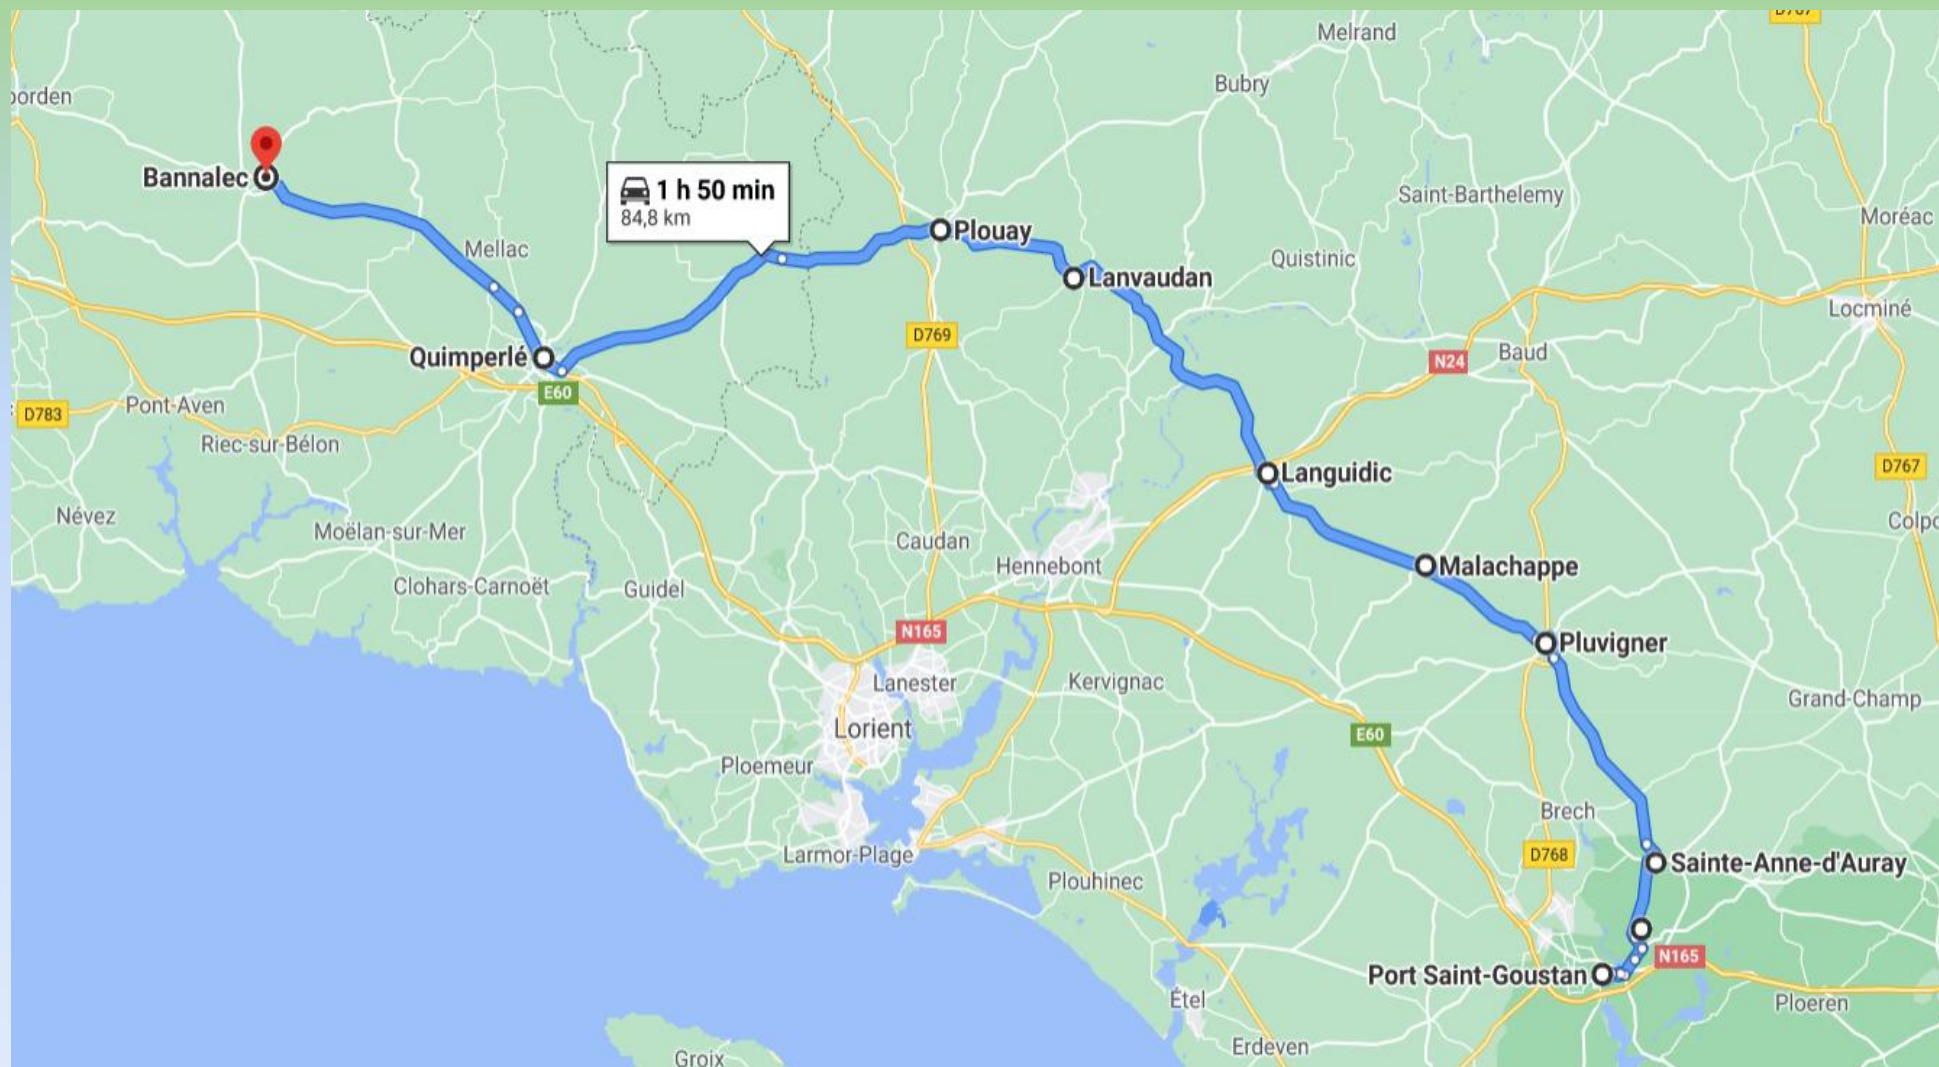 D767
Melrand
Bubry
orden
Bannalec
1 h 50 min
84,8 km
Saint-Barthelemy
Moréac
Plouay
Mellac
Quistinic
Lanvaudan
Locminé
D769
Quimperlé
N24
Baud
E60
D783
Pont-Aven
Riec-sur-Bélon
Languidic
D767
Névez
Moëlan-sur-Mer
Colpo
Caudan
Hennebont
Malachappe
Clohars-Carnoët
Guidel
N165
Pluvigner
Lanester
Kervignac
Grand-Champ
Lorient
E60
Ploemeur
Brech
Larmor-Plage
D768
Sainte-Anne-d'Auray
Plouhinec
N165
Port Saint-Goustan
Étel
Ploeren
Erdeven
Groix